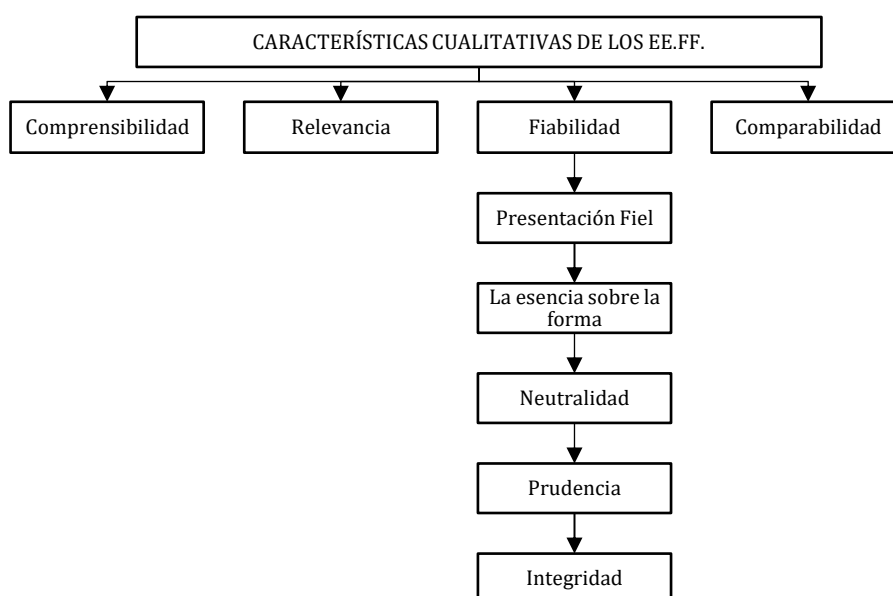 CARACTERÍSTICAS CUALITATIVAS DE LOS EE.FF.
Comprensibilidad
Relevancia
Fiabilidad
Comparabilidad
Presentación Fiel
La esencia sobre la
forma
Neutralidad
Prudencia
Integridad